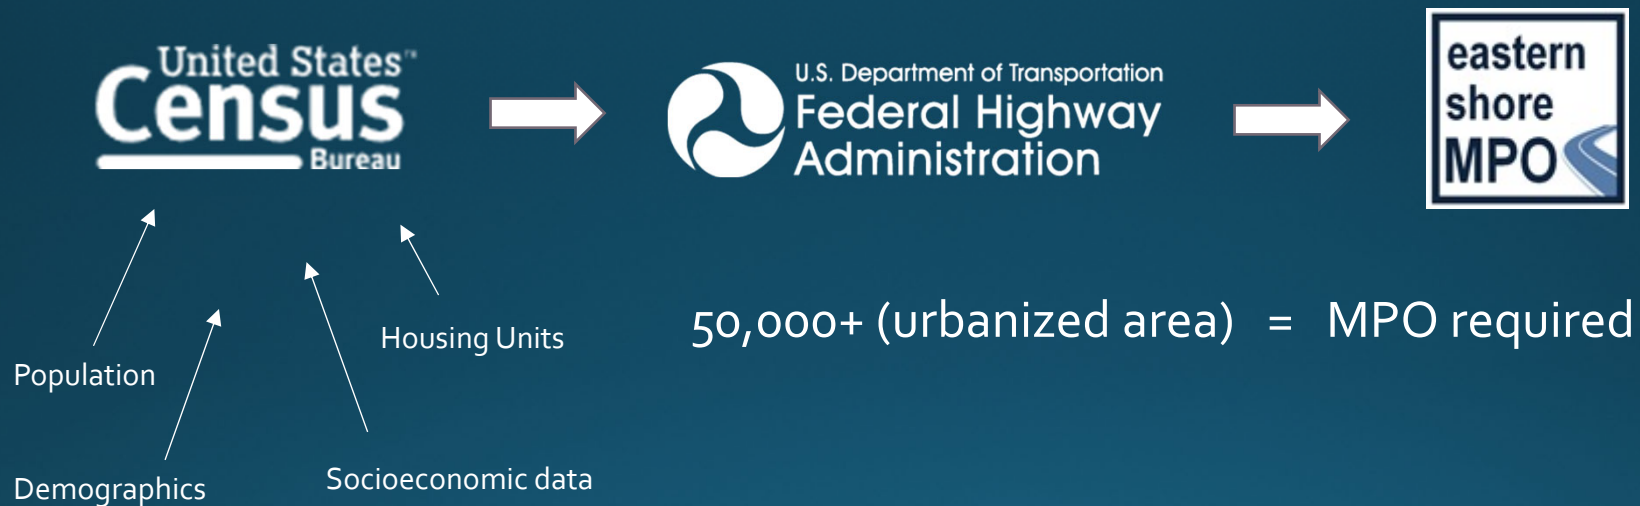 United States™
Census
Bureau
U.S. Department of Transportation
Federal Highway
Administration
eastern
shore
MPO
50,000+ (urbanized area) = MPO required
Housing Units
Population
Socioeconomic data
Demographics